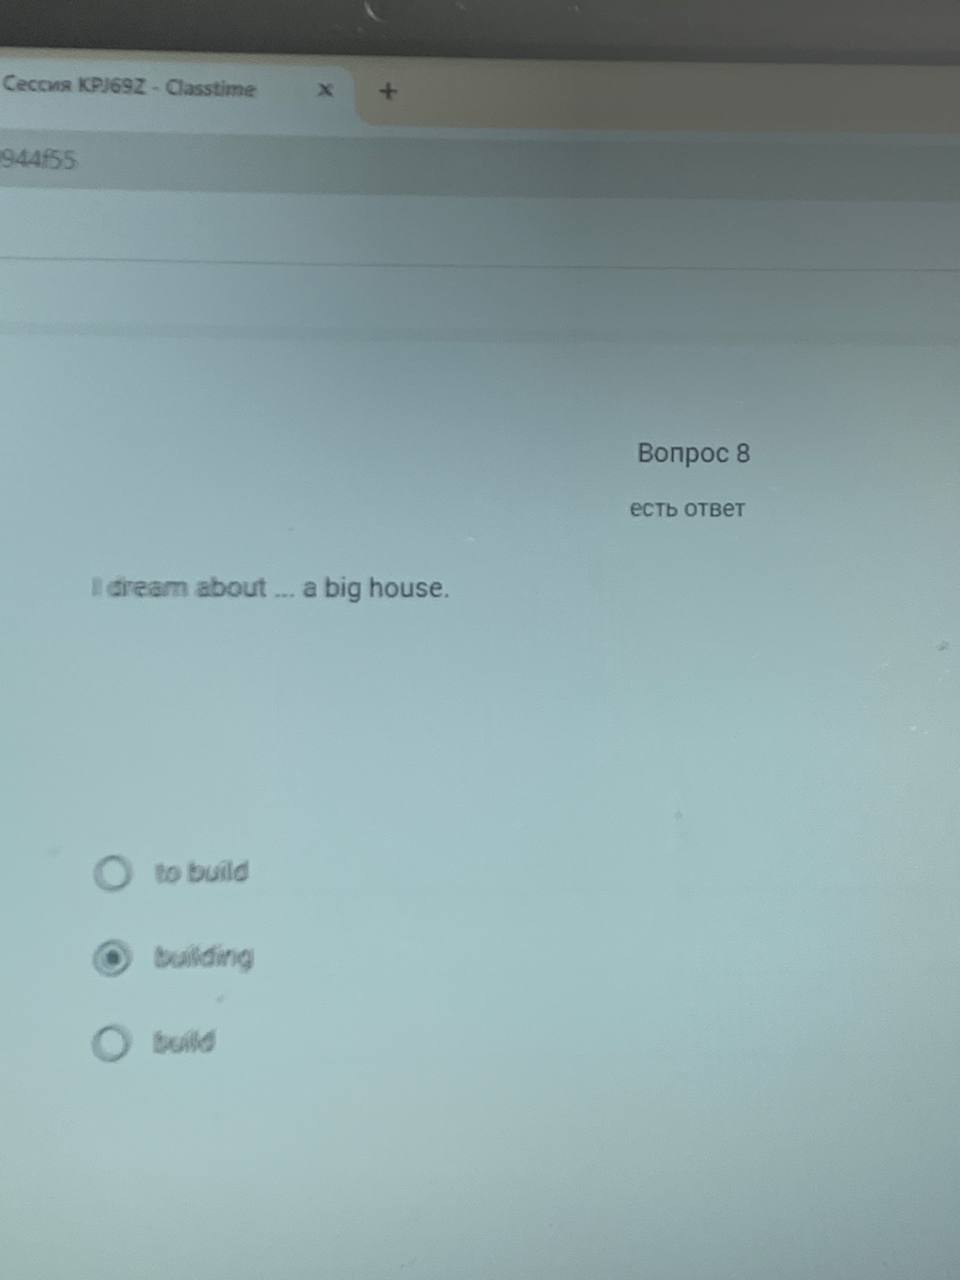 Сессия KPJ69Z - Classtime
944f55
Вопрос 8
есть ответ
I dream about ... a big house.
to build
building
build